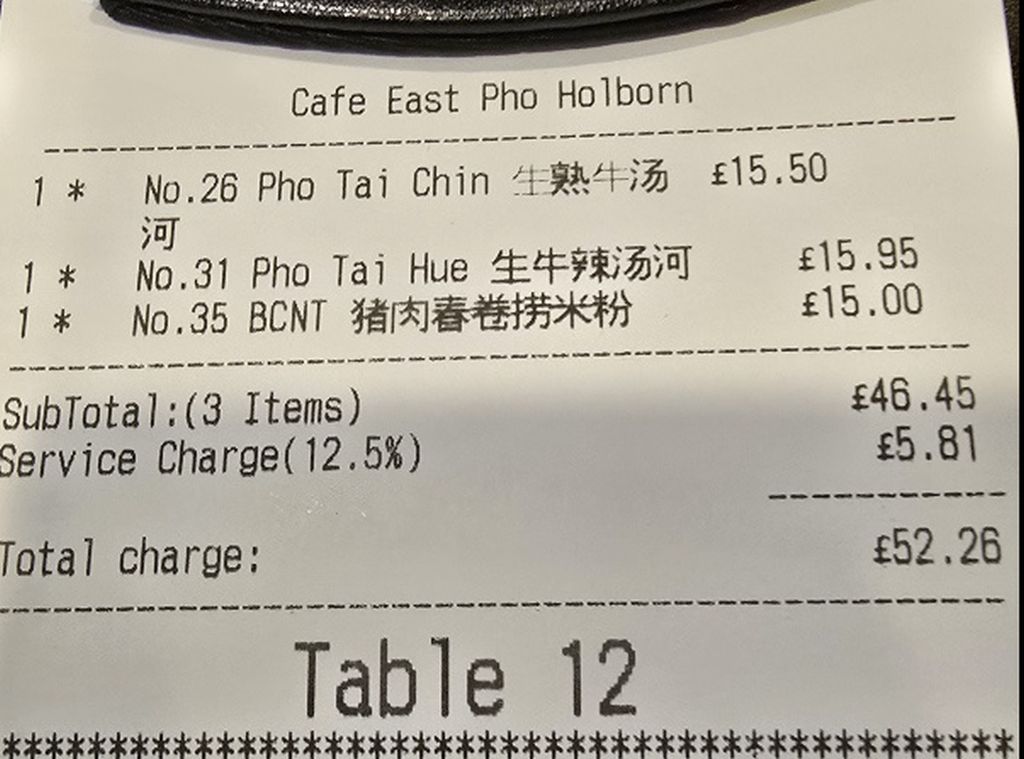 Cafe East Pho Holborn
1 * No.26 Pho Tai Chin 生熟牛汤 £15.50
河
1 * No.31 Pho Tai Hue 生牛辣汤河 £15.95
1 * No.35 BCNT 猪肉春卷捞米粉 £15.00
SubTotal:(3 Items) £46.45
Service Charge(12.5%) £5.81
Total charge: £52.26
Table 12
************************************